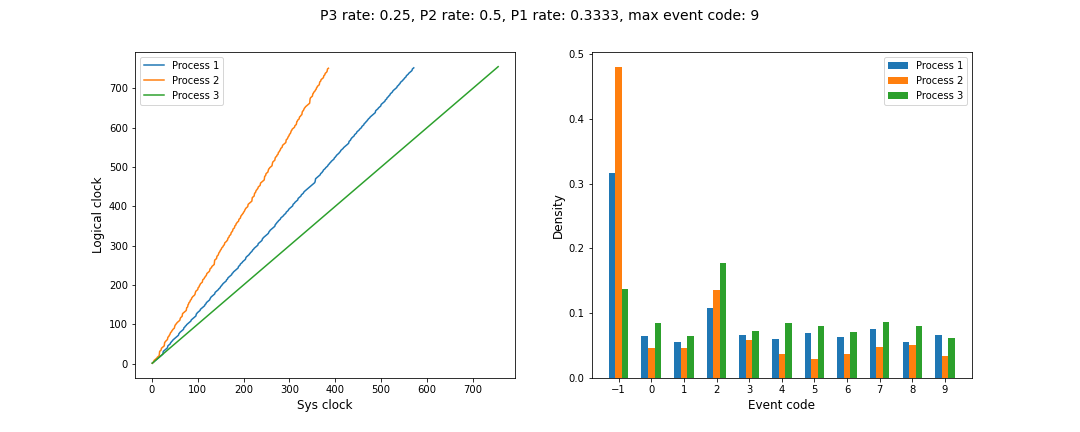 P3 rate: 0.25, P2 rate: 0.5, P1 rate: 0.3333, max event code: 9
Process 1
Process 2
Process 3
700
600
500
400
300
200
100
0
0 100 200 300 400 500 600 700
Logical clock
Sys clock
Process 1
Process 2
Process 3
0.5
0.4
0.3
0.2
0.1
0.0
−1 0 1 2 3 4 5 6 7 8 9
Density
Event code